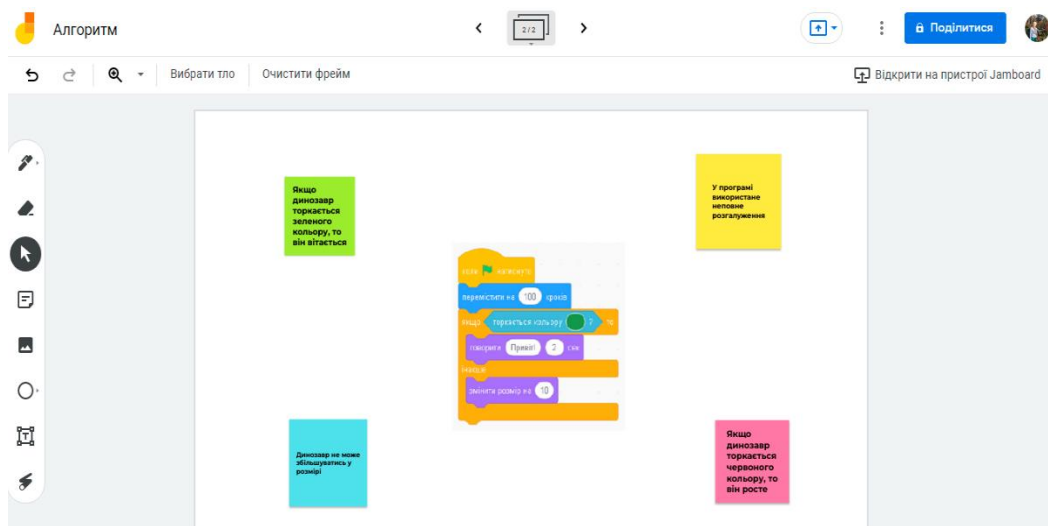 Алгоритм
2/2
Поділитися
Вибрати тло
Очистити фрейм
Відкрити на пристрої Jamboard
Якщо
динозавр
торкається
зеленого
кольору, то
він вітається
У програмі
використане
неповне
розгалуження
коли натиснуто
перемістити на 100 кроків
якщо торкається кольору ? то
говорити Привіт! 2 сек
інакше
змінити розмір на 10
Динозавр не може
збільшуватись у
розмірі
Якщо
динозавр
торкається
червоного
кольору, то
він росте